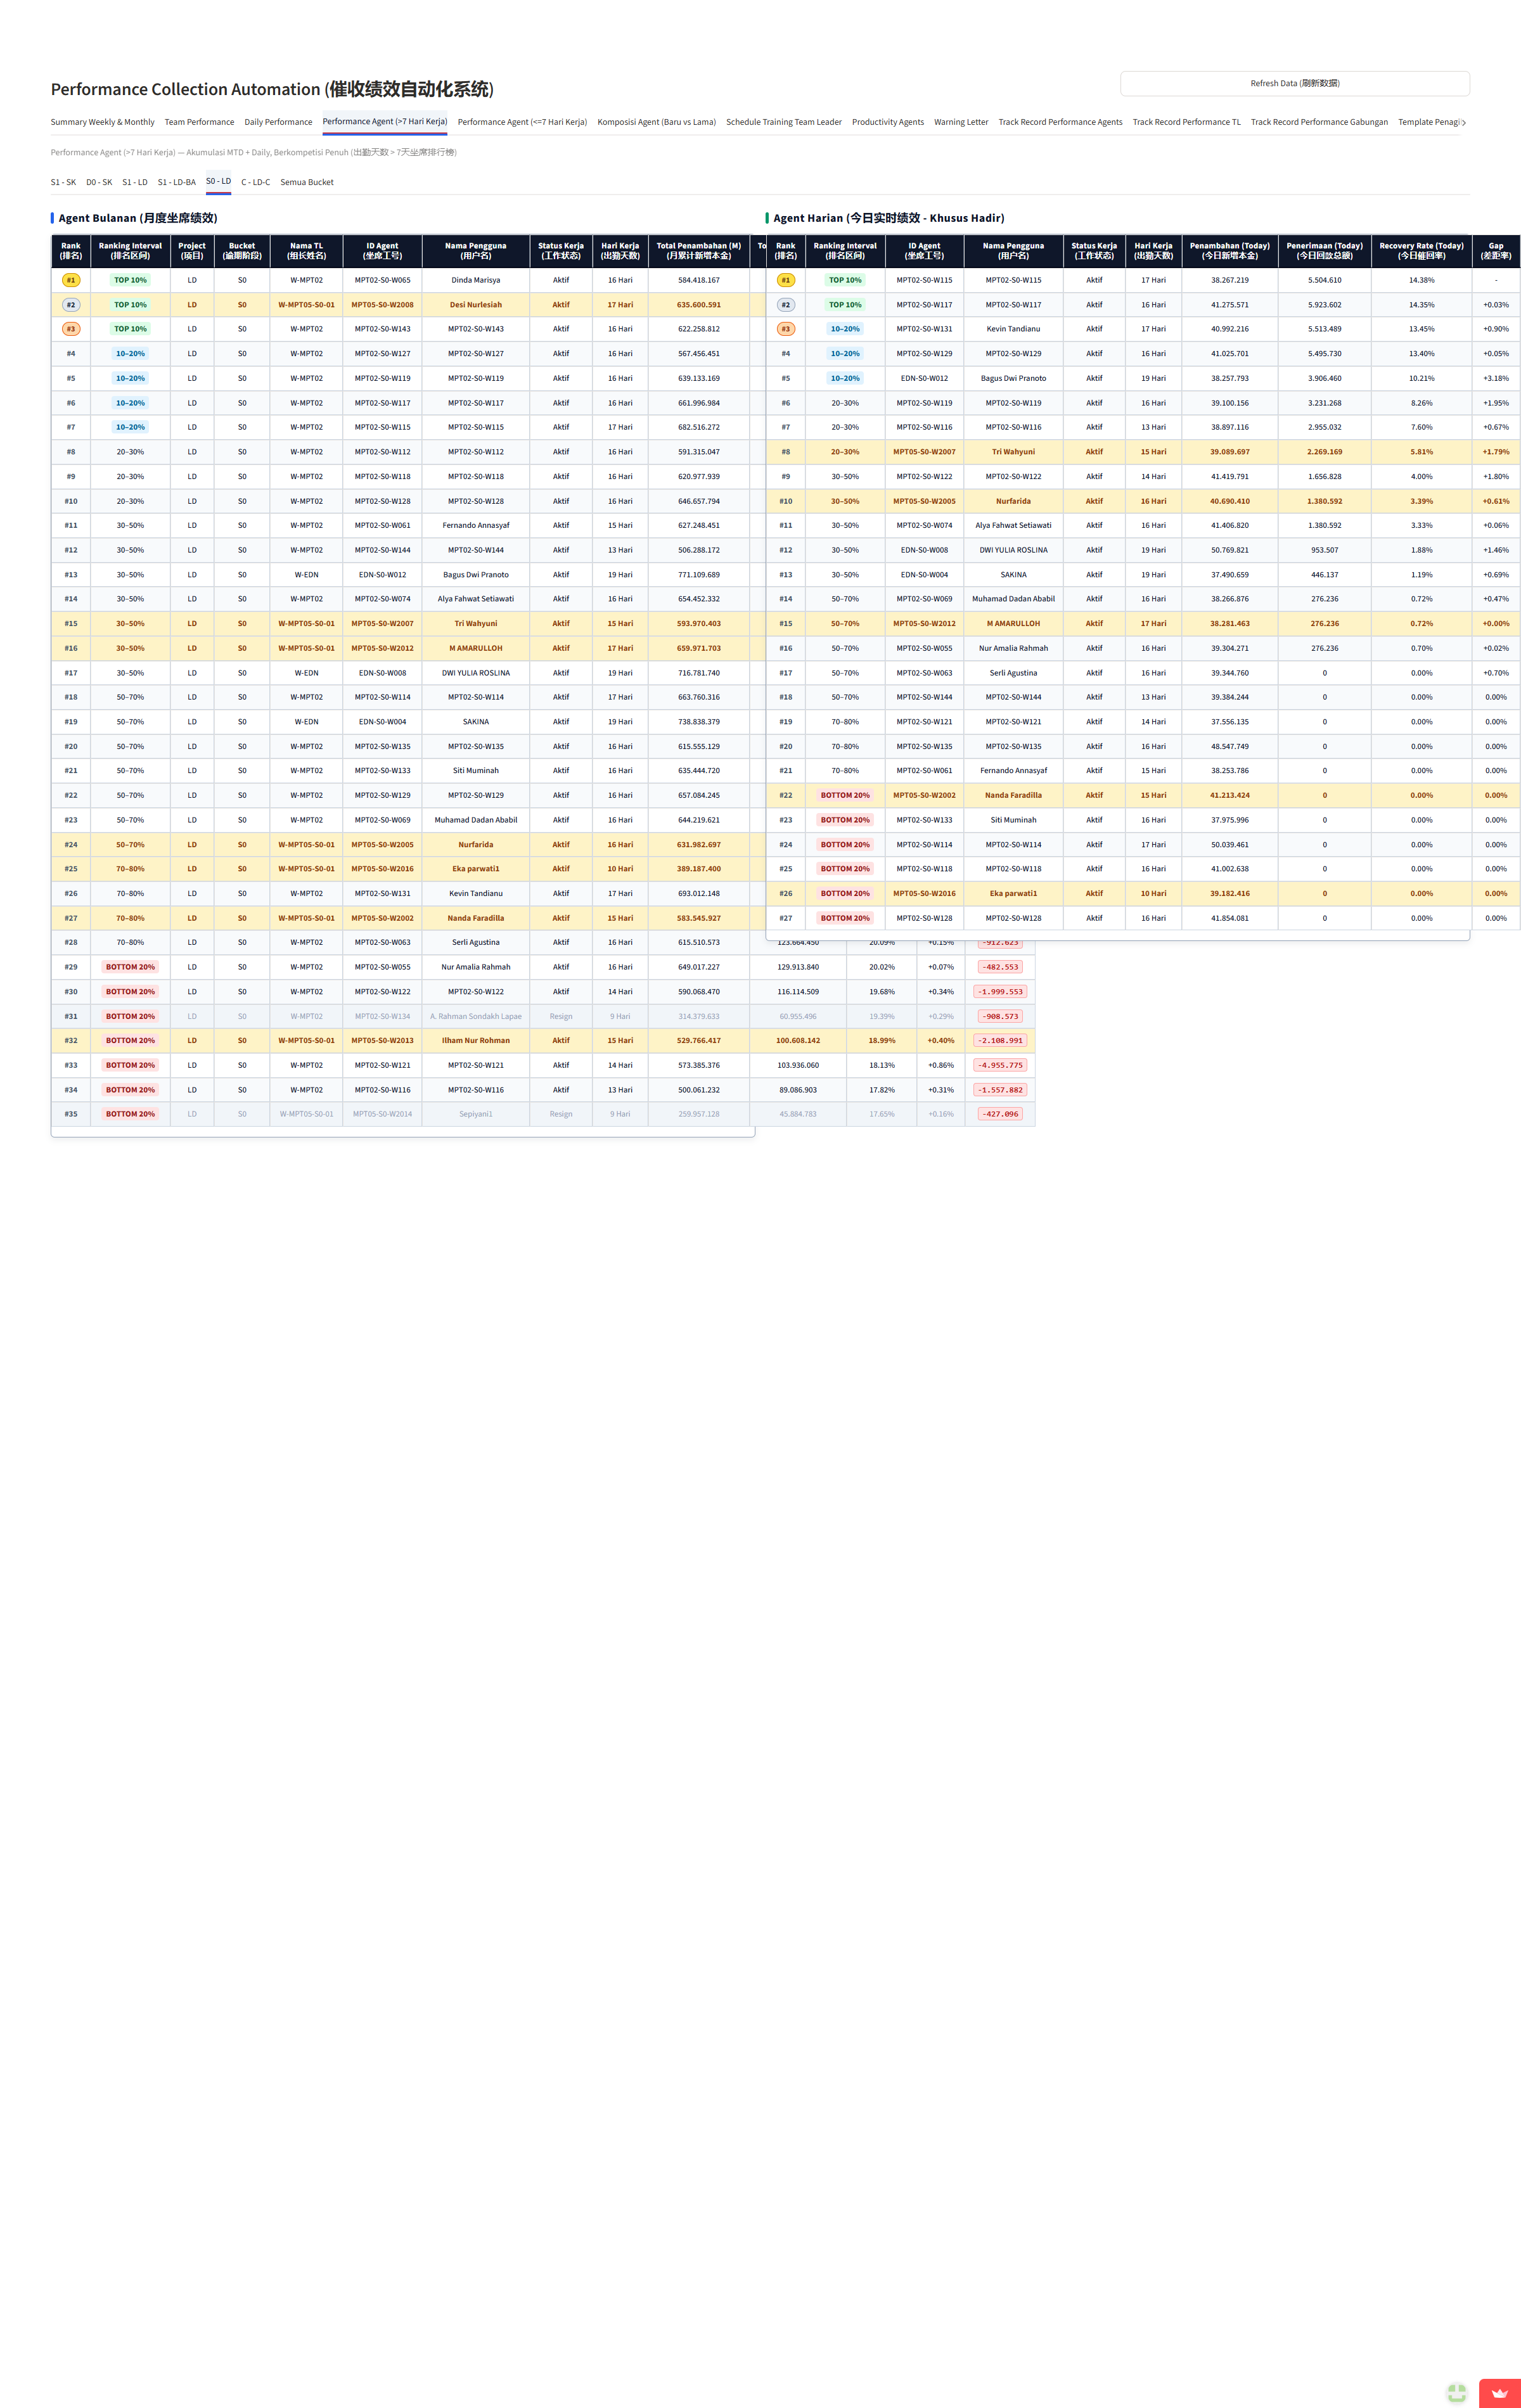 Performance Collection Automation (催收绩效自动化系统)
Refresh Data (刷新数据)
Summary Weekly & Monthly Team Performance Daily Performance Performance Agent (>7 Hari Kerja) Performance Agent (<=7 Hari Kerja) Komposisi Agent (Baru vs Lama) Schedule Training Team Leader Productivity Agents Warning Letter Track Record Performance Agents Track Record Performance TL Track Record Performance Gabungan Template Penagi
Performance Agent (>7 Hari Kerja) — Akumulasi MTD + Daily, Berkompetisi Penuh (出勤天数 > 7天坐席排行榜)
S1 - SK D0 - SK S1 - LD S1 - LD-BA S0 - LD C - LD-C Semua Bucket
Agent Bulanan (月度坐席绩效)
Rank Ranking Interval Project Bucket Nama TL ID Agent Nama Pengguna Status Kerja Hari Kerja Total Penambahan (M) To
(排名) (排名区间) (项目) (逾期阶段) (组长姓名) (坐席工号) (用户名) (工作状态) (出勤天数) (月累计新增本金)
#1 TOP 10% LD S0 W-MPT02 MPT02-S0-W065 Dinda Marisya Aktif 16 Hari 584.418.167
#2 TOP 10% LD S0 W-MPT05-S0-01 MPT05-S0-W2008 Desi Nurlesiah Aktif 17 Hari 635.600.591
#3 TOP 10% LD S0 W-MPT02 MPT02-S0-W143 MPT02-S0-W143 Aktif 16 Hari 622.258.812
#4 10–20% LD S0 W-MPT02 MPT02-S0-W127 MPT02-S0-W127 Aktif 16 Hari 567.456.451
#5 10–20% LD S0 W-MPT02 MPT02-S0-W119 MPT02-S0-W119 Aktif 16 Hari 639.133.169
#6 10–20% LD S0 W-MPT02 MPT02-S0-W117 MPT02-S0-W117 Aktif 16 Hari 661.996.984
#7 10–20% LD S0 W-MPT02 MPT02-S0-W115 MPT02-S0-W115 Aktif 17 Hari 682.516.272
#8 20–30% LD S0 W-MPT02 MPT02-S0-W112 MPT02-S0-W112 Aktif 16 Hari 591.315.047
#9 20–30% LD S0 W-MPT02 MPT02-S0-W118 MPT02-S0-W118 Aktif 16 Hari 620.977.939
#10 20–30% LD S0 W-MPT02 MPT02-S0-W128 MPT02-S0-W128 Aktif 16 Hari 646.657.794
#11 30–50% LD S0 W-MPT02 MPT02-S0-W061 Fernando Annasyaf Aktif 15 Hari 627.248.451
#12 30–50% LD S0 W-MPT02 MPT02-S0-W144 MPT02-S0-W144 Aktif 13 Hari 506.288.172
#13 30–50% LD S0 W-EDN EDN-S0-W012 Bagus Dwi Pranoto Aktif 19 Hari 771.109.689
#14 30–50% LD S0 W-MPT02 MPT02-S0-W074 Alya Fahwat Setiawati Aktif 16 Hari 654.452.332
#15 30–50% LD S0 W-MPT05-S0-01 MPT05-S0-W2007 Tri Wahyuni Aktif 15 Hari 593.970.403
#16 30–50% LD S0 W-MPT05-S0-01 MPT05-S0-W2012 M AMARULLOH Aktif 17 Hari 659.971.703
#17 30–50% LD S0 W-EDN EDN-S0-W008 DWI YULIA ROSLINA Aktif 19 Hari 716.781.740
#18 50–70% LD S0 W-MPT02 MPT02-S0-W114 MPT02-S0-W114 Aktif 17 Hari 663.760.316
#19 50–70% LD S0 W-EDN EDN-S0-W004 SAKINA Aktif 19 Hari 738.838.379
#20 50–70% LD S0 W-MPT02 MPT02-S0-W135 MPT02-S0-W135 Aktif 16 Hari 615.555.129
#21 50–70% LD S0 W-MPT02 MPT02-S0-W133 Siti Muminah Aktif 16 Hari 635.444.720
#22 50–70% LD S0 W-MPT02 MPT02-S0-W129 MPT02-S0-W129 Aktif 16 Hari 657.084.245
#23 50–70% LD S0 W-MPT02 MPT02-S0-W069 Muhamad Dadan Ababil Aktif 16 Hari 644.219.621
#24 50–70% LD S0 W-MPT05-S0-01 MPT05-S0-W2005 Nurfarida Aktif 16 Hari 631.982.697
#25 70–80% LD S0 W-MPT05-S0-01 MPT05-S0-W2016 Eka parwati1 Aktif 10 Hari 389.187.400
#26 70–80% LD S0 W-MPT02 MPT02-S0-W131 Kevin Tandianu Aktif 17 Hari 693.012.148
#27 70–80% LD S0 W-MPT05-S0-01 MPT05-S0-W2002 Nanda Faradilla Aktif 15 Hari 583.545.927
#28 70–80% LD S0 W-MPT02 MPT02-S0-W063 Serli Agustina Aktif 16 Hari 615.510.573 123.664.450 20.09% +0.15% -912.623
#29 BOTTOM 20% LD S0 W-MPT02 MPT02-S0-W055 Nur Amalia Rahmah Aktif 16 Hari 649.017.227 129.913.840 20.02% +0.07% -482.553
#30 BOTTOM 20% LD S0 W-MPT02 MPT02-S0-W122 MPT02-S0-W122 Aktif 14 Hari 590.068.470 116.114.509 19.68% +0.34% -1.999.553
#31 BOTTOM 20% LD S0 W-MPT02 MPT02-S0-W134 A. Rahman Sondakh Lapae Resign 9 Hari 314.379.633 60.955.496 19.39% +0.29% -908.573
#32 BOTTOM 20% LD S0 W-MPT05-S0-01 MPT05-S0-W2013 Ilham Nur Rohman Aktif 15 Hari 529.766.417 100.608.142 18.99% +0.40% -2.108.991
#33 BOTTOM 20% LD S0 W-MPT02 MPT02-S0-W121 MPT02-S0-W121 Aktif 14 Hari 573.385.376 103.936.060 18.13% +0.86% -4.955.775
#34 BOTTOM 20% LD S0 W-MPT02 MPT02-S0-W116 MPT02-S0-W116 Aktif 13 Hari 500.061.232 89.086.903 17.82% +0.31% -1.557.882
#35 BOTTOM 20% LD S0 W-MPT05-S0-01 MPT05-S0-W2014 Sepiyani1 Resign 9 Hari 259.957.128 45.884.783 17.65% +0.16% -427.096
Agent Harian (今日实时绩效 - Khusus Hadir)
Rank Ranking Interval ID Agent Nama Pengguna Status Kerja Hari Kerja Penambahan (Today) Penerimaan (Today) Recovery Rate (Today) Gap
(排名) (排名区间) (坐席工号) (用户名) (工作状态) (出勤天数) (今日新增本金) (今日回款总额) (今日催回率) (差距率)
#1 TOP 10% MPT02-S0-W115 MPT02-S0-W115 Aktif 17 Hari 38.267.219 5.504.610 14.38% -
#2 TOP 10% MPT02-S0-W117 MPT02-S0-W117 Aktif 16 Hari 41.275.571 5.923.602 14.35% +0.03%
#3 10–20% MPT02-S0-W131 Kevin Tandianu Aktif 17 Hari 40.992.216 5.513.489 13.45% +0.90%
#4 10–20% MPT02-S0-W129 MPT02-S0-W129 Aktif 16 Hari 41.025.701 5.495.730 13.40% +0.05%
#5 10–20% EDN-S0-W012 Bagus Dwi Pranoto Aktif 19 Hari 38.257.793 3.906.460 10.21% +3.18%
#6 20–30% MPT02-S0-W119 MPT02-S0-W119 Aktif 16 Hari 39.100.156 3.231.268 8.26% +1.95%
#7 20–30% MPT02-S0-W116 MPT02-S0-W116 Aktif 13 Hari 38.897.116 2.955.032 7.60% +0.67%
#8 20–30% MPT05-S0-W2007 Tri Wahyuni Aktif 15 Hari 39.089.697 2.269.169 5.81% +1.79%
#9 30–50% MPT02-S0-W122 MPT02-S0-W122 Aktif 14 Hari 41.419.791 1.656.828 4.00% +1.80%
#10 30–50% MPT05-S0-W2005 Nurfarida Aktif 16 Hari 40.690.410 1.380.592 3.39% +0.61%
#11 30–50% MPT02-S0-W074 Alya Fahwat Setiawati Aktif 16 Hari 41.406.820 1.380.592 3.33% +0.06%
#12 30–50% EDN-S0-W008 DWI YULIA ROSLINA Aktif 19 Hari 50.769.821 953.507 1.88% +1.46%
#13 30–50% EDN-S0-W004 SAKINA Aktif 19 Hari 37.490.659 446.137 1.19% +0.69%
#14 50–70% MPT02-S0-W069 Muhamad Dadan Ababil Aktif 16 Hari 38.266.876 276.236 0.72% +0.47%
#15 50–70% MPT05-S0-W2012 M AMARULLOH Aktif 17 Hari 38.281.463 276.236 0.72% +0.00%
#16 50–70% MPT02-S0-W055 Nur Amalia Rahmah Aktif 16 Hari 39.304.271 276.236 0.70% +0.02%
#17 50–70% MPT02-S0-W063 Serli Agustina Aktif 16 Hari 39.344.760 0 0.00% +0.70%
#18 50–70% MPT02-S0-W144 MPT02-S0-W144 Aktif 13 Hari 39.384.244 0 0.00% 0.00%
#19 70–80% MPT02-S0-W121 MPT02-S0-W121 Aktif 14 Hari 37.556.135 0 0.00% 0.00%
#20 70–80% MPT02-S0-W135 MPT02-S0-W135 Aktif 16 Hari 48.547.749 0 0.00% 0.00%
#21 70–80% MPT02-S0-W061 Fernando Annasyaf Aktif 15 Hari 38.253.786 0 0.00% 0.00%
#22 BOTTOM 20% MPT05-S0-W2002 Nanda Faradilla Aktif 15 Hari 41.213.424 0 0.00% 0.00%
#23 BOTTOM 20% MPT02-S0-W133 Siti Muminah Aktif 16 Hari 37.975.996 0 0.00% 0.00%
#24 BOTTOM 20% MPT02-S0-W114 MPT02-S0-W114 Aktif 17 Hari 50.039.461 0 0.00% 0.00%
#25 BOTTOM 20% MPT02-S0-W118 MPT02-S0-W118 Aktif 16 Hari 41.002.638 0 0.00% 0.00%
#26 BOTTOM 20% MPT05-S0-W2016 Eka parwati1 Aktif 10 Hari 39.182.416 0 0.00% 0.00%
#27 BOTTOM 20% MPT02-S0-W128 MPT02-S0-W128 Aktif 16 Hari 41.854.081 0 0.00% 0.00%